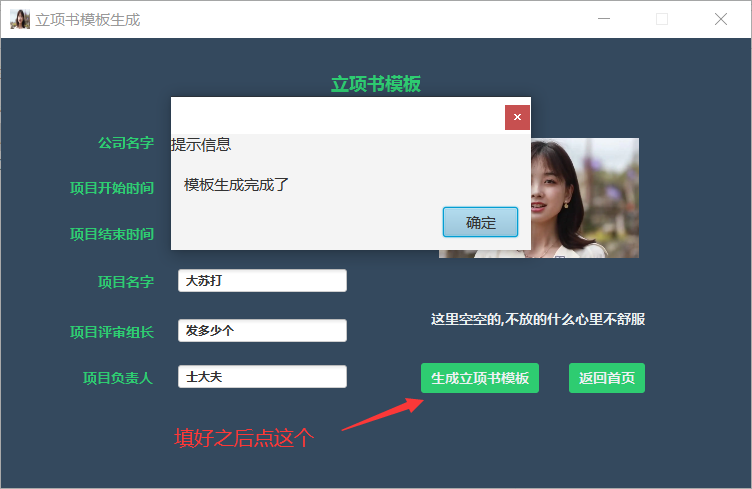 立项书模板生成
立项书模板
公司名字
提示信息
项目开始时间
模板生成完成了
确定
项目结束时间
项目名字
大苏打
项目评审组长
发多少个
这里空空的,不放的什么心里不舒服
项目负责人
士大夫
生成立项书模板
返回首页
填好之后点这个